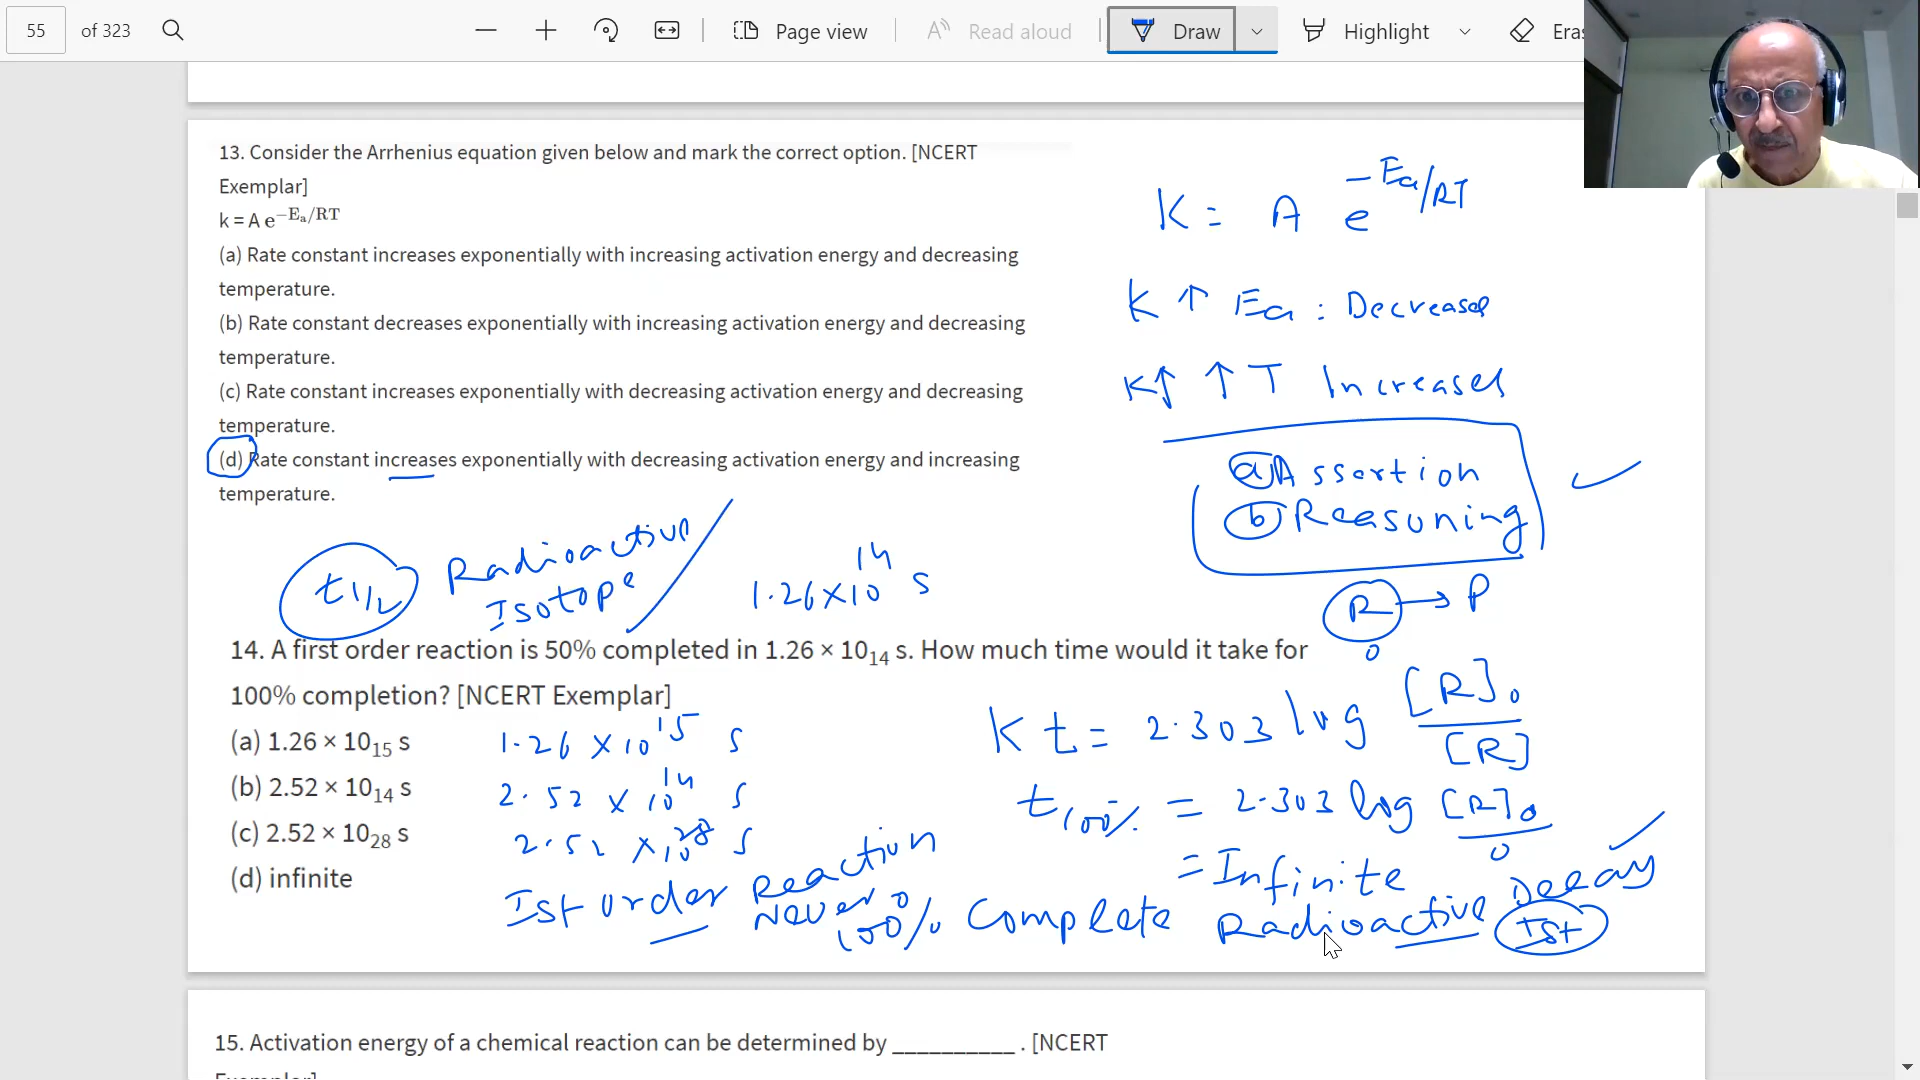 55 of 323 Page view Read aloud Draw Highlight Eras
13. Consider the Arrhenius equation given below and mark the correct option. [NCERT
Exemplar]
k = A e^−Ea/RT
(a) Rate constant increases exponentially with increasing activation energy and decreasing
temperature.
(b) Rate constant decreases exponentially with increasing activation energy and decreasing
temperature.
(c) Rate constant increases exponentially with decreasing activation energy and decreasing
temperature.
(d) Rate constant increases exponentially with decreasing activation energy and increasing
temperature.
K = A e^−Ea/RT
K ↑ Ea : Decreases
K↑ ↑ T Increases
(a) Assertion
(b) Reasuning
R → P
0
t1/2 Radioactive
Isotope
1.26×10^14 s
14. A first order reaction is 50% completed in 1.26 × 10₁₄ s. How much time would it take for
100% completion? [NCERT Exemplar]
(a) 1.26 × 10₁₅ s
(b) 2.52 × 10₁₄ s
(c) 2.52 × 10₂₈ s
(d) infinite
1.26 × 10^15 s
2.52 × 10^14 s
2.52 × 10^28 s
Kt = 2.303 log [R]₀ / [R]
t100% = 2.303 log [R]₀ / 0
= Infinite
Ist order Reaction
Never 100% Complete
Radioactive Decay
Ist
15. Activation energy of a chemical reaction can be determined by __________ . [NCERT
Exemplar]